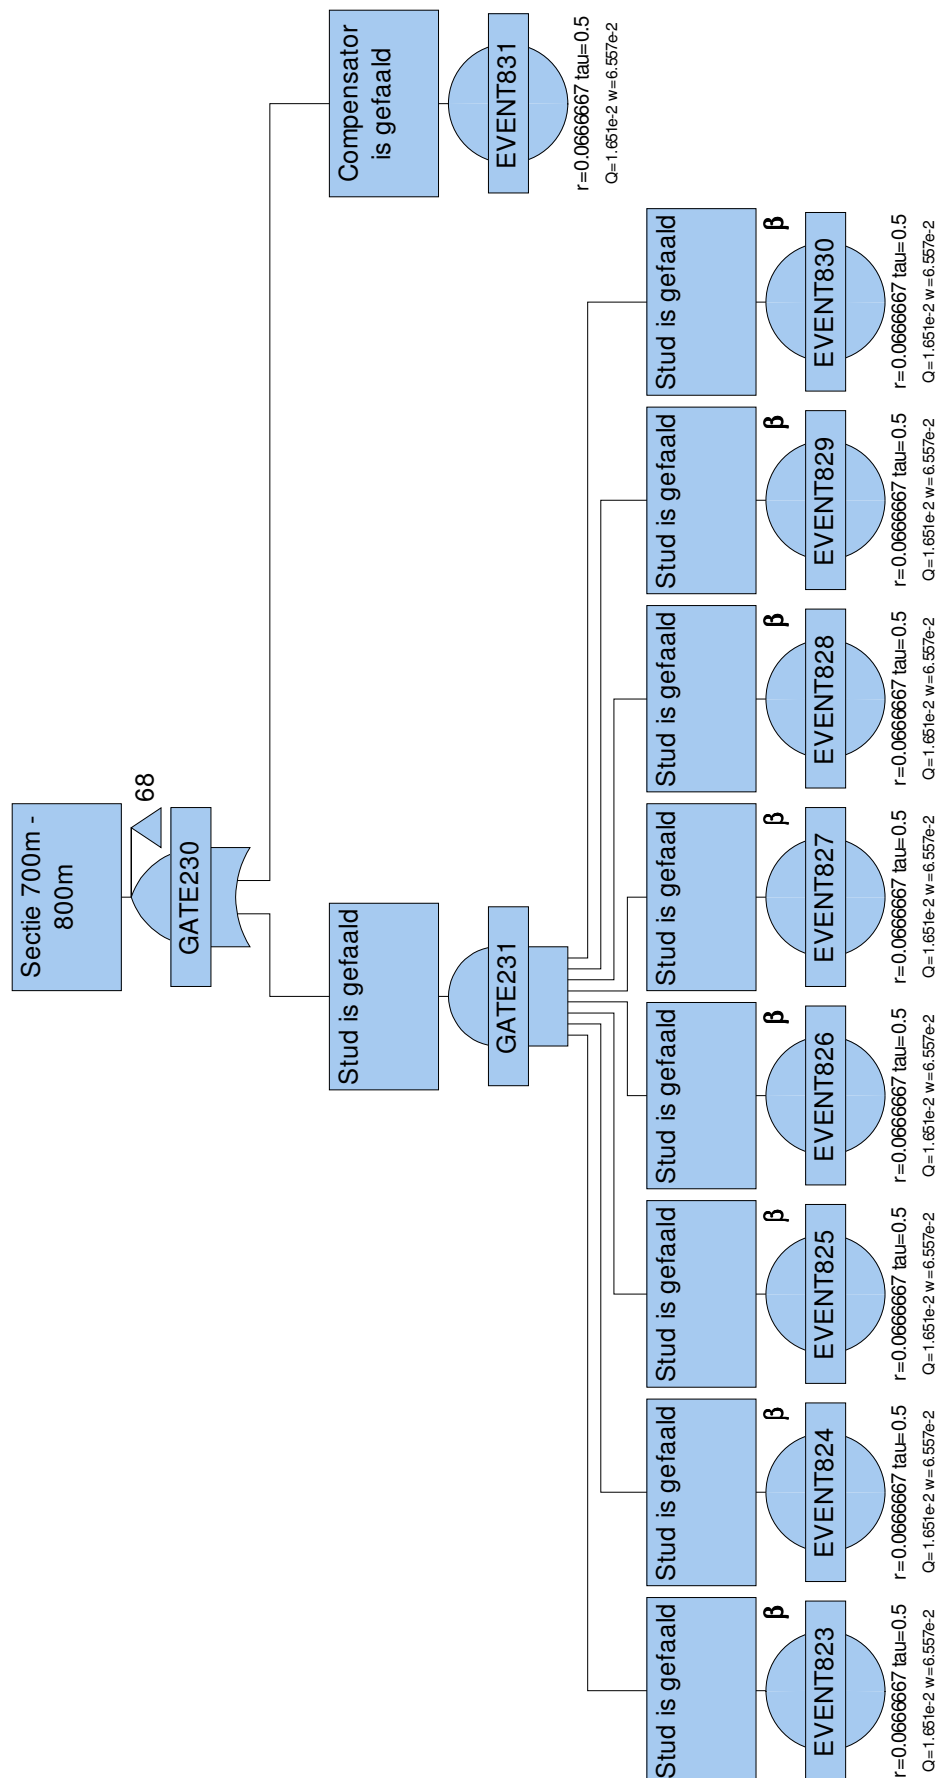 Sectie 700m -
800m
68
GATE230
Stud is gefaald
GATE231
Compensator
is gefaald
EVENT831
r=0.0666667 tau=0.5
Q=1.651e-2 w=6.557e-2
Stud is gefaald
β
EVENT823
r=0.0666667 tau=0.5
Q=1.651e-2 w=6.557e-2
Stud is gefaald
β
EVENT824
r=0.0666667 tau=0.5
Q=1.651e-2 w=6.557e-2
Stud is gefaald
β
EVENT825
r=0.0666667 tau=0.5
Q=1.651e-2 w=6.557e-2
Stud is gefaald
β
EVENT826
r=0.0666667 tau=0.5
Q=1.651e-2 w=6.557e-2
Stud is gefaald
β
EVENT827
r=0.0666667 tau=0.5
Q=1.651e-2 w=6.557e-2
Stud is gefaald
β
EVENT828
r=0.0666667 tau=0.5
Q=1.651e-2 w=6.557e-2
Stud is gefaald
β
EVENT829
r=0.0666667 tau=0.5
Q=1.651e-2 w=6.557e-2
Stud is gefaald
β
EVENT830
r=0.0666667 tau=0.5
Q=1.651e-2 w=6.557e-2